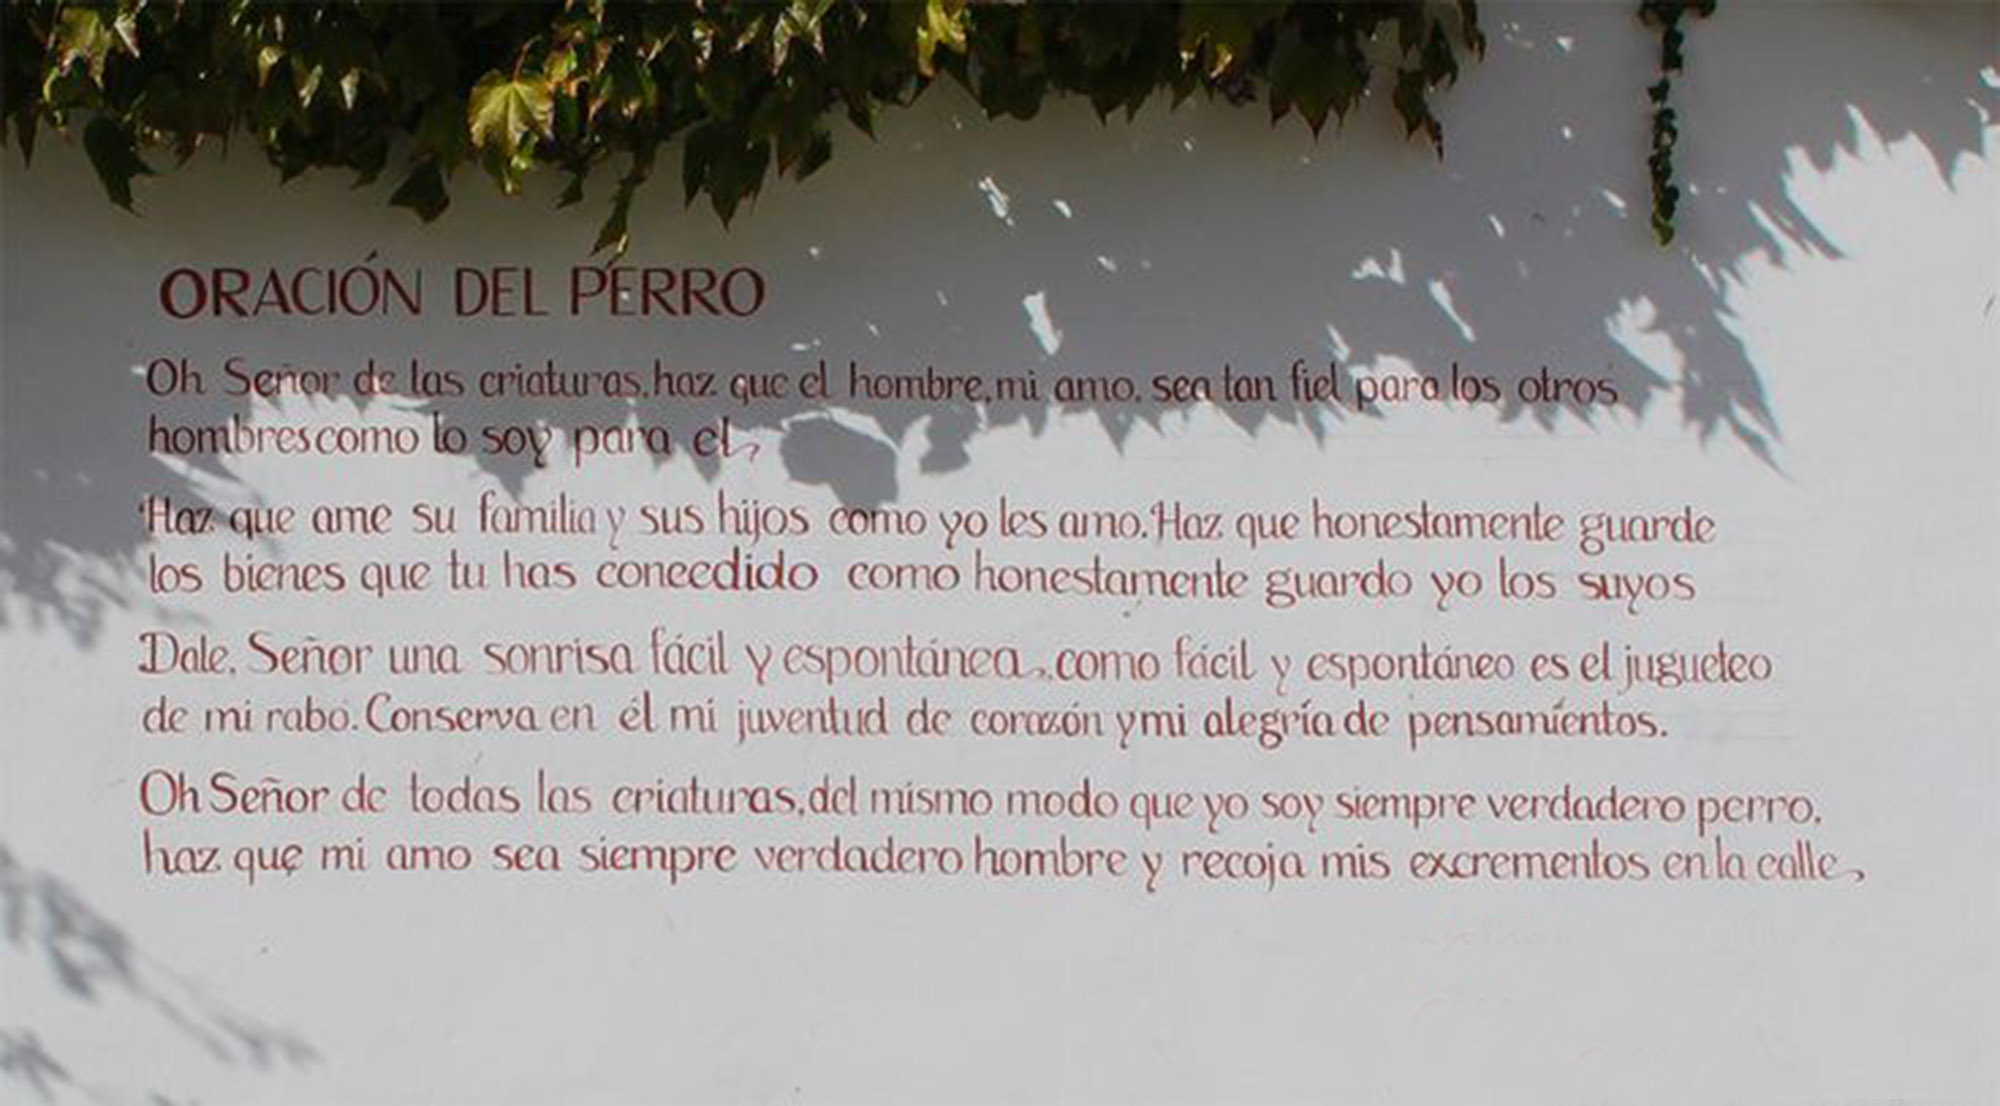 ORACIÓN DEL PERRO
Oh Señor de las criaturas, haz que el hombre, mi amo, sea tan fiel para los otros
hombres como lo soy para el,
Haz que ame su familia y sus hijos como yo les amo. Haz que honestamente guarde
los bienes que tu has concedido como honestamente guardo yo los suyos
Dale, Señor una sonrisa fácil y espontánea, como fácil y espontáneo es el jugueteo
de mi rabo. Conserva en él mi juventud de corazón y mi alegría de pensamientos.
Oh Señor de todas las criaturas, del mismo modo que yo soy siempre verdadero perro,
haz que mi amo sea siempre verdadero hombre y recoja mis excrementos en la calle,